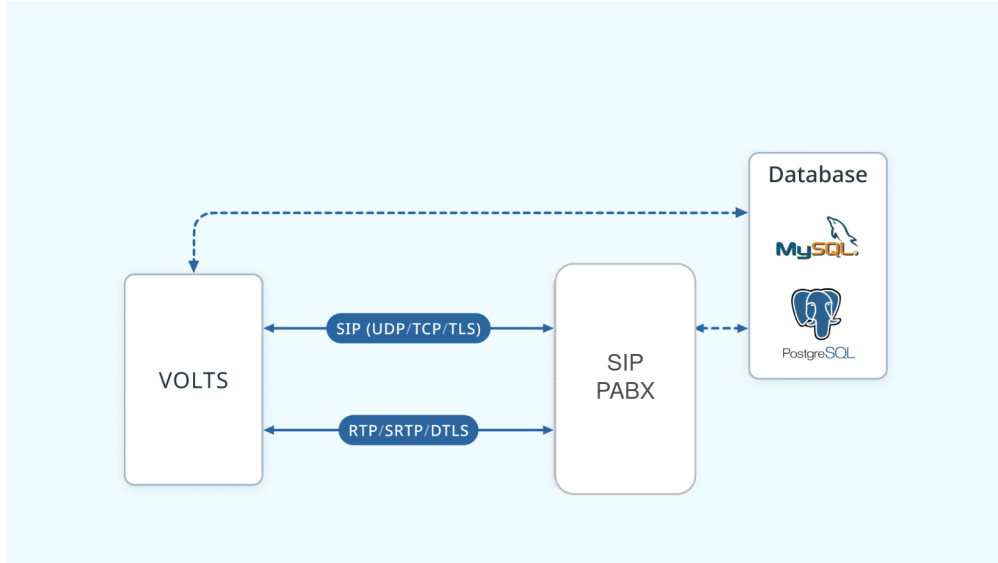 Database
MySQL.
SIP (UDP/TCP/TLS)
PostgreSQL
VOLTS
SIP
PABX
RTP/SRTP/DTLS